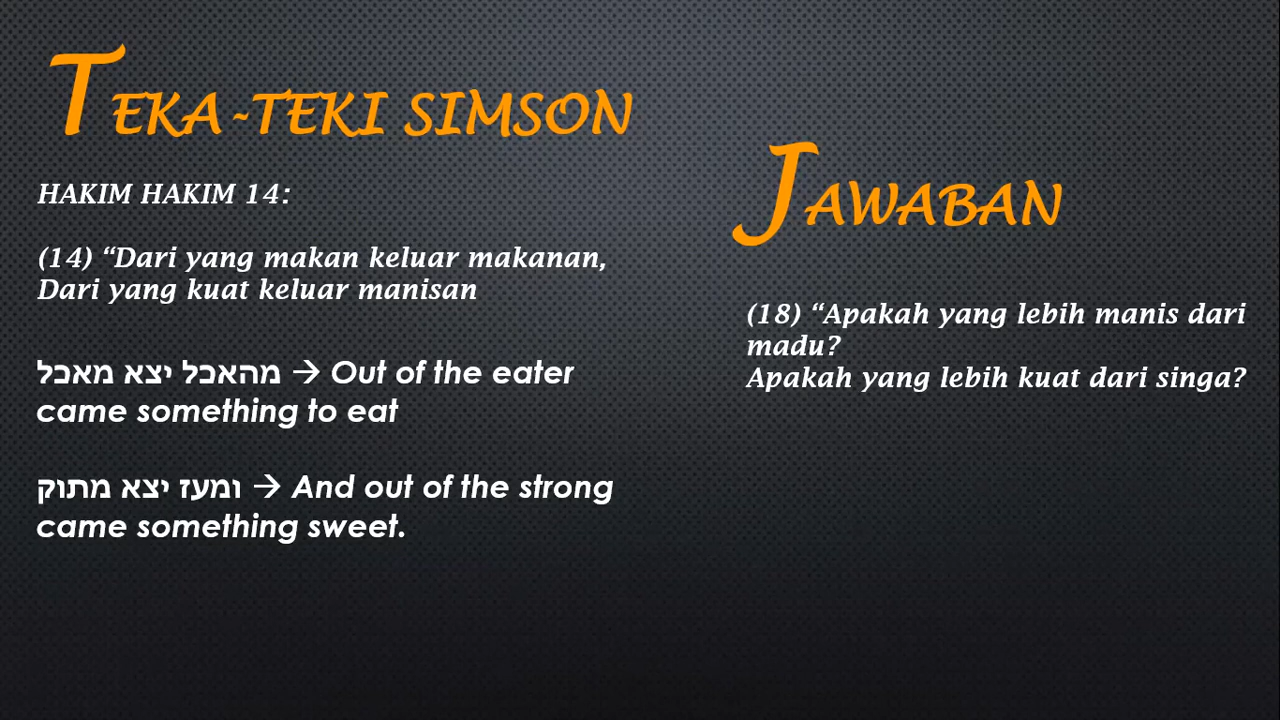 TEKA-TEKI SIMSON
HAKIM HAKIM 14:
(14) “Dari yang makan keluar makanan,
Dari yang kuat keluar manisan
מהאכל יצא מאכל → Out of the eater
came something to eat
ומעז יצא מתוק → And out of the strong
came something sweet.
JAWABAN
(18) “Apakah yang lebih manis dari
madu?
Apakah yang lebih kuat dari singa?